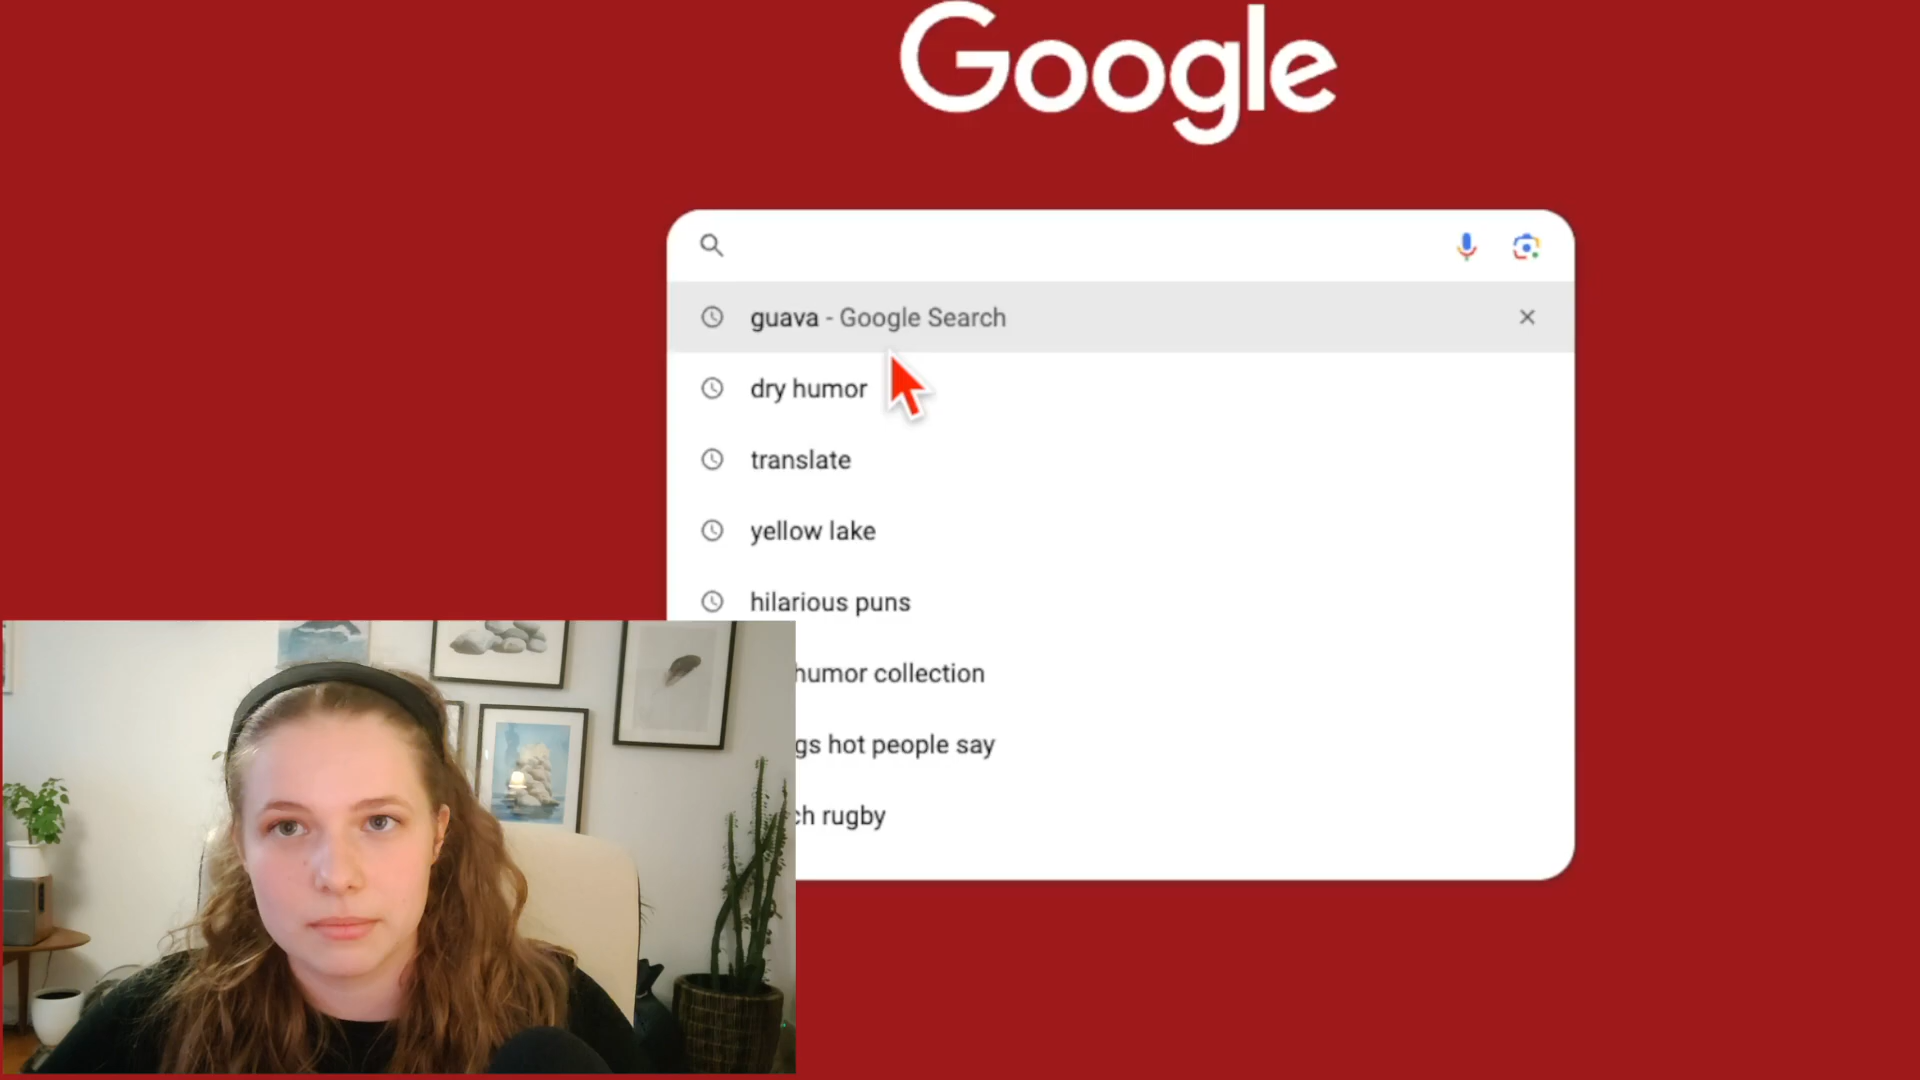 Google
guava - Google Search
dry humor
translate
yellow lake
hilarious puns
humor collection
hot people say
rugby